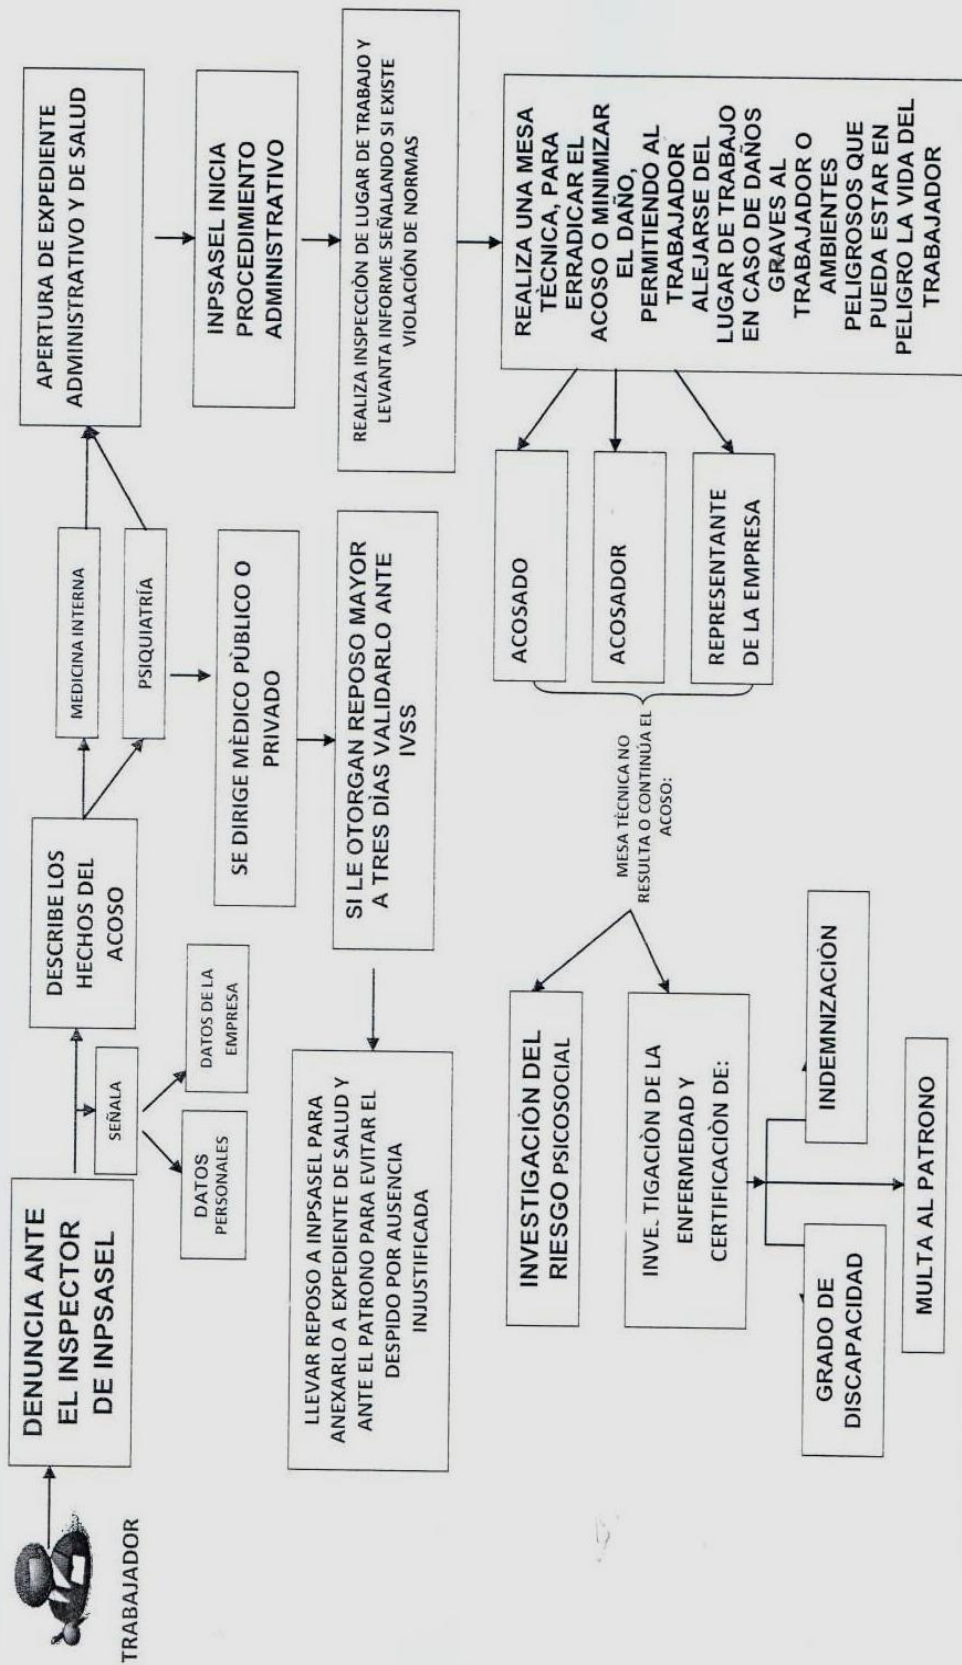 TRABAJADOR
DENUNCIA ANTE
EL INSPECTOR
DE INPSASEL
SEÑALA
DATOS
PERSONALES
DATOS DE LA
EMPRESA
DESCRIBE LOS
HECHOS DEL
ACOSO
MEDICINA INTERNA
PSIQUIATRÍA
APERTURA DE EXPEDIENTE
ADMINISTRATIVO Y DE SALUD
INPSASEL INICIA
PROCEDIMIENTO
ADMINISTRATIVO
REALIZA INSPECCIÒN DE LUGAR DE TRABAJO Y
LEVANTA INFORME SEÑALANDO SI EXISTE
VIOLACIÓN DE NORMAS
SE DIRIGE MÈDICO PÙBLICO O
PRIVADO
SI LE OTORGAN REPOSO MAYOR
A TRES DÌAS VALIDARLO ANTE
IVSS
LLEVAR REPOSO A INPSASEL PARA
ANEXARLO A EXPEDIENTE DE SALUD Y
ANTE EL PATRONO PARA EVITAR EL
DESPIDO POR AUSENCIA
INJUSTIFICADA
REALIZA UNA MESA
TÈCNICA, PARA
ERRADICAR EL
ACOSO O MINIMIZAR
EL DAÑO,
PERMITIENDO AL
TRABAJADOR
ALEJARSE DEL
LUGAR DE TRABAJO
EN CASO DE DAÑOS
GRAVES AL
TRABAJADOR O
AMBIENTES
PELIGROSOS QUE
PUEDA ESTAR EN
PELIGRO LA VIDA DEL
TRABAJADOR
ACOSADO
ACOSADOR
REPRESENTANTE
DE LA EMPRESA
MESA TÈCNICA NO
RESULTA O CONTINÙA EL
ACOSO:
INVESTIGACIÒN DEL
RIESGO PSICOSOCIAL
INVE. TIGACIÒN DE LA
ENFERMEDAD Y
CERTIFICACIÒN DE:
GRADO DE
DISCAPACIDAD
INDEMNIZACIÒN
MULTA AL PATRONO